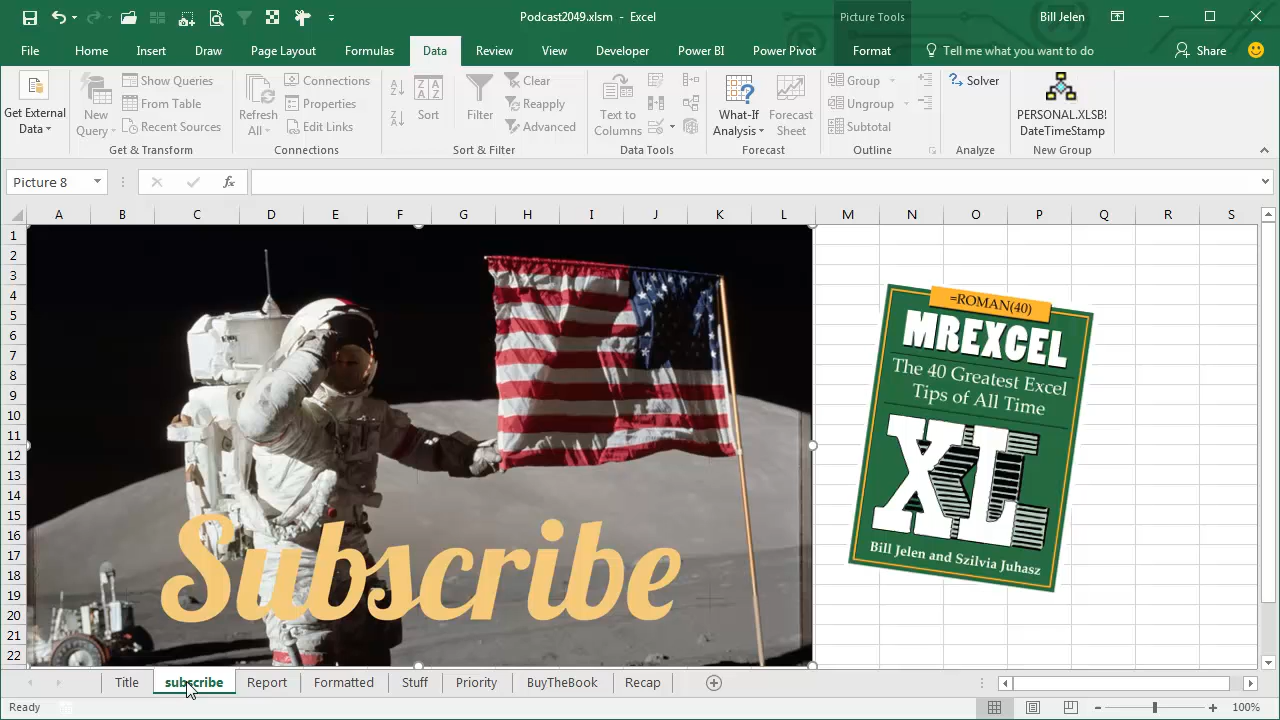 Podcast2049.xlsm - Excel
Picture Tools
Bill Jelen
File Home Insert Draw Page Layout Formulas Data Review View Developer Power BI Power Pivot Format Tell me what you want to do Share
Get External Data
New Query
Show Queries
From Table
Recent Sources
Get & Transform
Refresh All
Connections
Properties
Edit Links
Connections
Sort
Filter
Clear
Reapply
Advanced
Sort & Filter
Text to Columns
Data Tools
What-If Analysis
Forecast Sheet
Forecast
Group
Ungroup
Subtotal
Outline
Solver
Analyze
PERSONAL.XLSB! DateTimeStamp
New Group
Picture 8
fx
A B C D E F G H I J K L M N O P Q R S
1
2
3
4
5
6
7
8
9
10
11
12
13
14
15
16
17
18
19
20
21
22
=ROMAN(40)
MREXCEL
The 40 Greatest Excel
Tips of All Time
XL
Bill Jelen and Szilvia Juhasz
Subscribe
Title subscribe Report Formatted Stuff Priority BuyTheBook Recap
Ready
100%